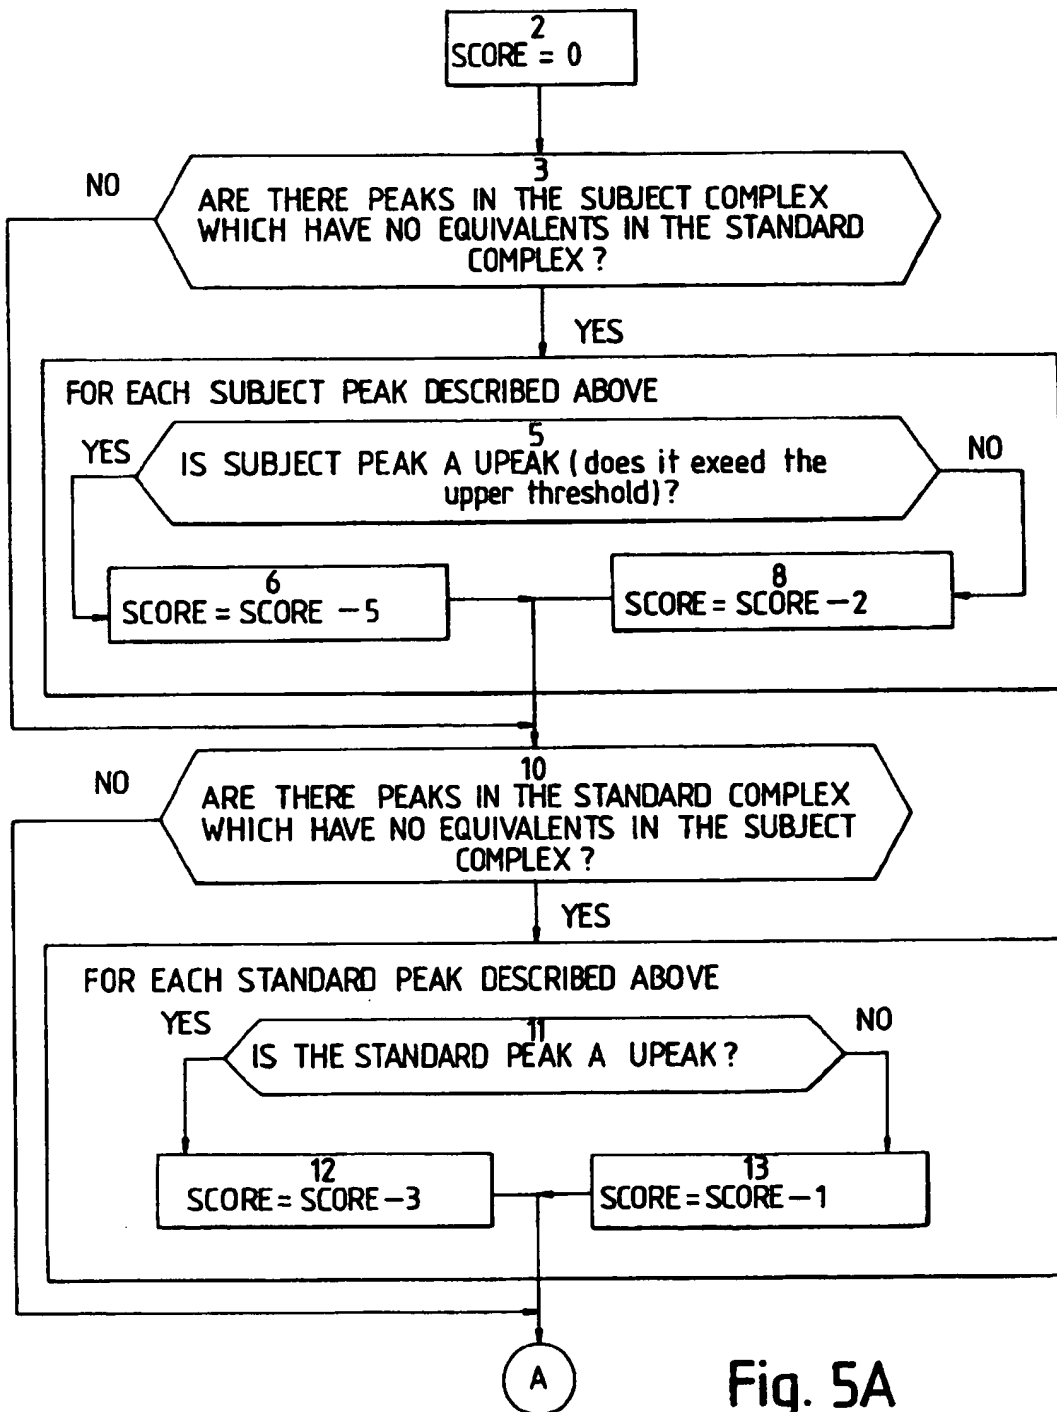 2
SCORE = 0
NO
3
ARE THERE PEAKS IN THE SUBJECT COMPLEX
WHICH HAVE NO EQUIVALENTS IN THE STANDARD
COMPLEX ?
YES
FOR EACH SUBJECT PEAK DESCRIBED ABOVE
YES
5
NO
IS SUBJECT PEAK A UPEAK (does it exeed the
upper threshold)?
6
SCORE = SCORE -5
8
SCORE = SCORE -2
NO
10
ARE THERE PEAKS IN THE STANDARD COMPLEX
WHICH HAVE NO EQUIVALENTS IN THE SUBJECT
COMPLEX ?
YES
FOR EACH STANDARD PEAK DESCRIBED ABOVE
YES
11
NO
IS THE STANDARD PEAK A UPEAK ?
12
SCORE = SCORE -3
13
SCORE = SCORE -1
A
Fig. 5A